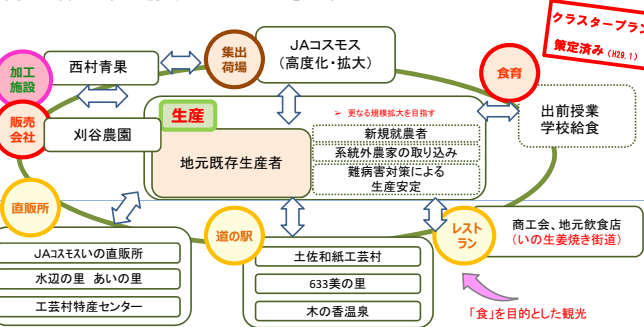 クラスタープラン
策定済み(H29.1)
加工
施設
西村青果
集出
荷場
JAコスモス
(高度化・拡大)
食育
出前授業
学校給食
販売
会社
刈谷農園
生産
➢ 更なる規模拡大を目指す
地元既存生産者
新規就農者
系統外農家の取り込み
難病害対策による
生産安定
直販所
JAコスモスいの直販所
水辺の里 あいの里
工芸村特産センター
道の駅
土佐和紙工芸村
633美の里
木の香温泉
レスト
ラン
商工会、地元飲食店
(いの生姜焼き街道)
「食」を目的とした観光